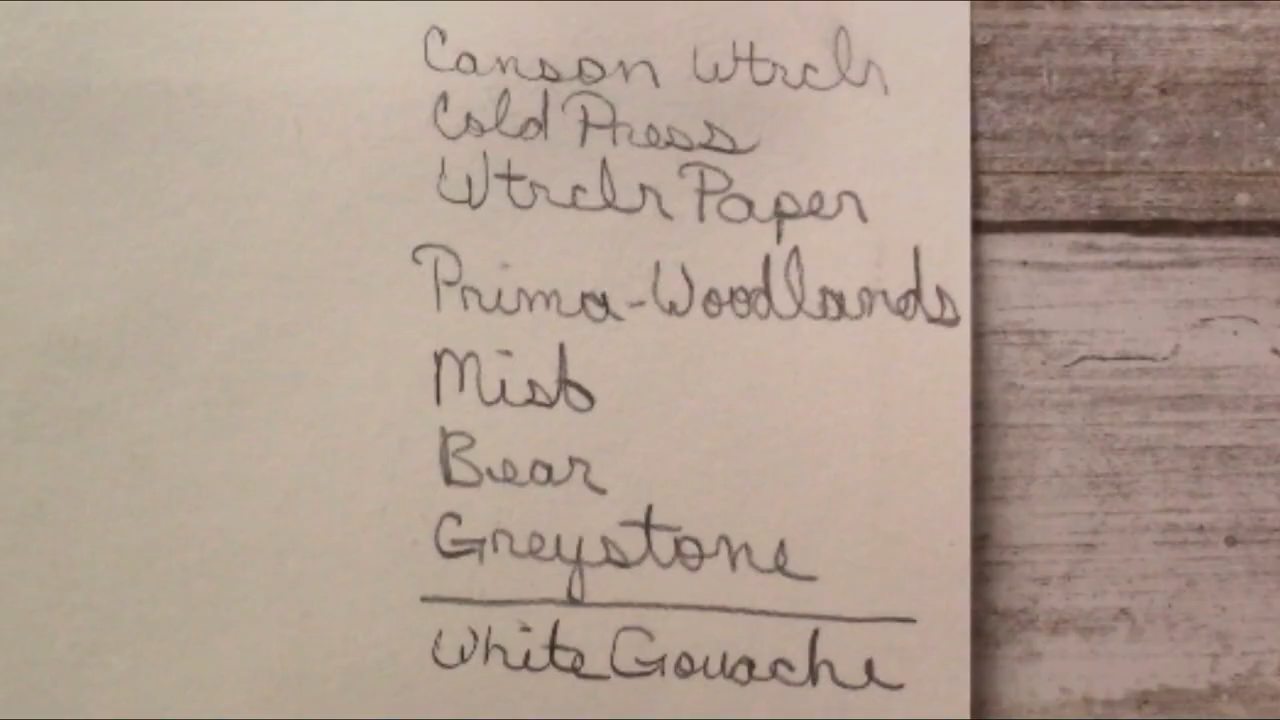 Canson Wtrclr
Cold Press
Wtrclr Paper
Prima-Woodlands
Mist
Bear
Greystone
White Gouache